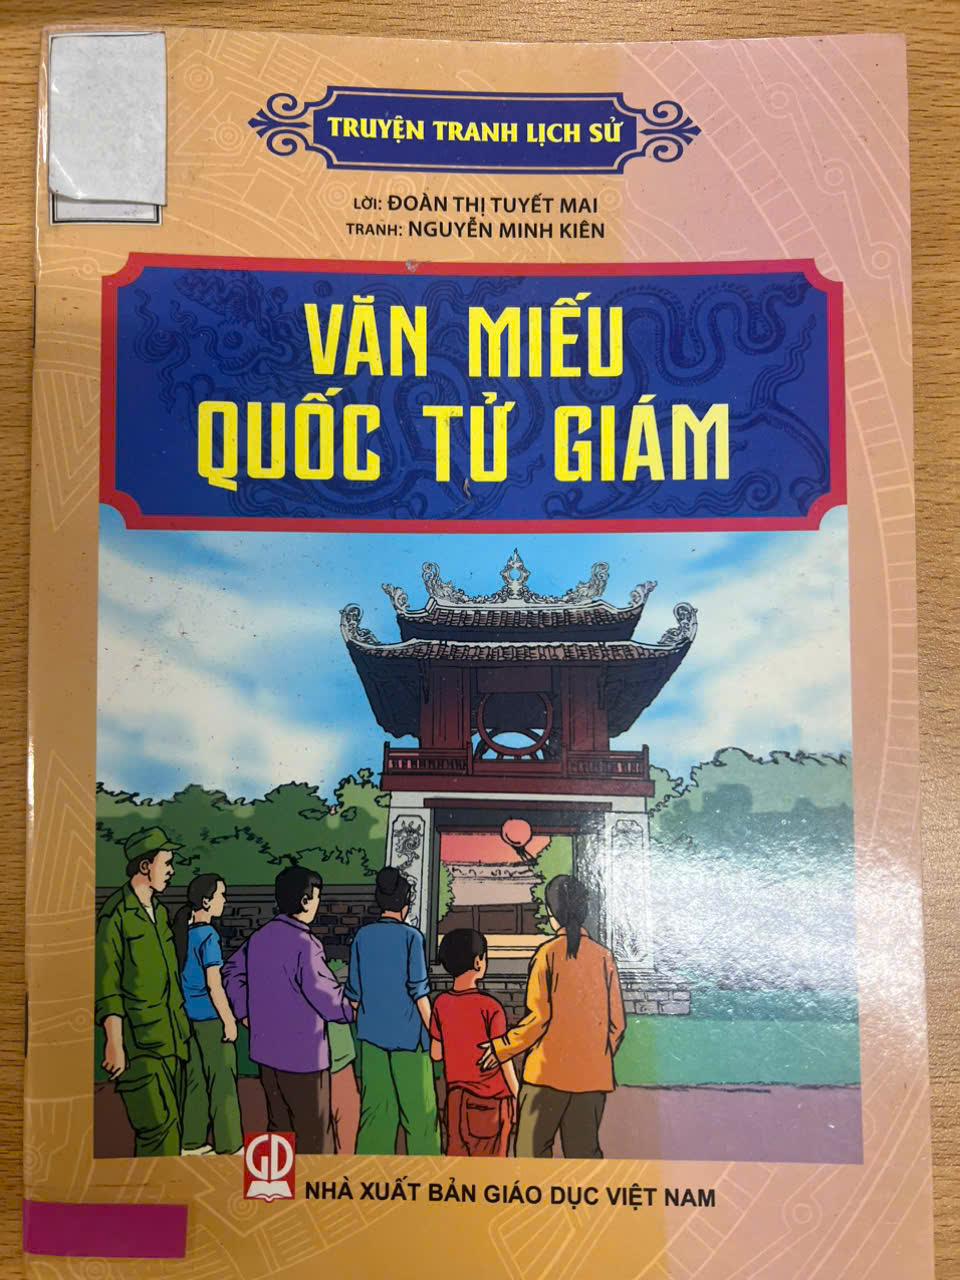 TRUYỆN TRANH LỊCH SỬ
LỜI: ĐOÀN THỊ TUYẾT MAI
TRANH: NGUYỄN MINH KIÊN
VĂN MIẾU
QUỐC TỬ GIÁM
GD
NHÀ XUẤT BẢN GIÁO DỤC VIỆT NAM